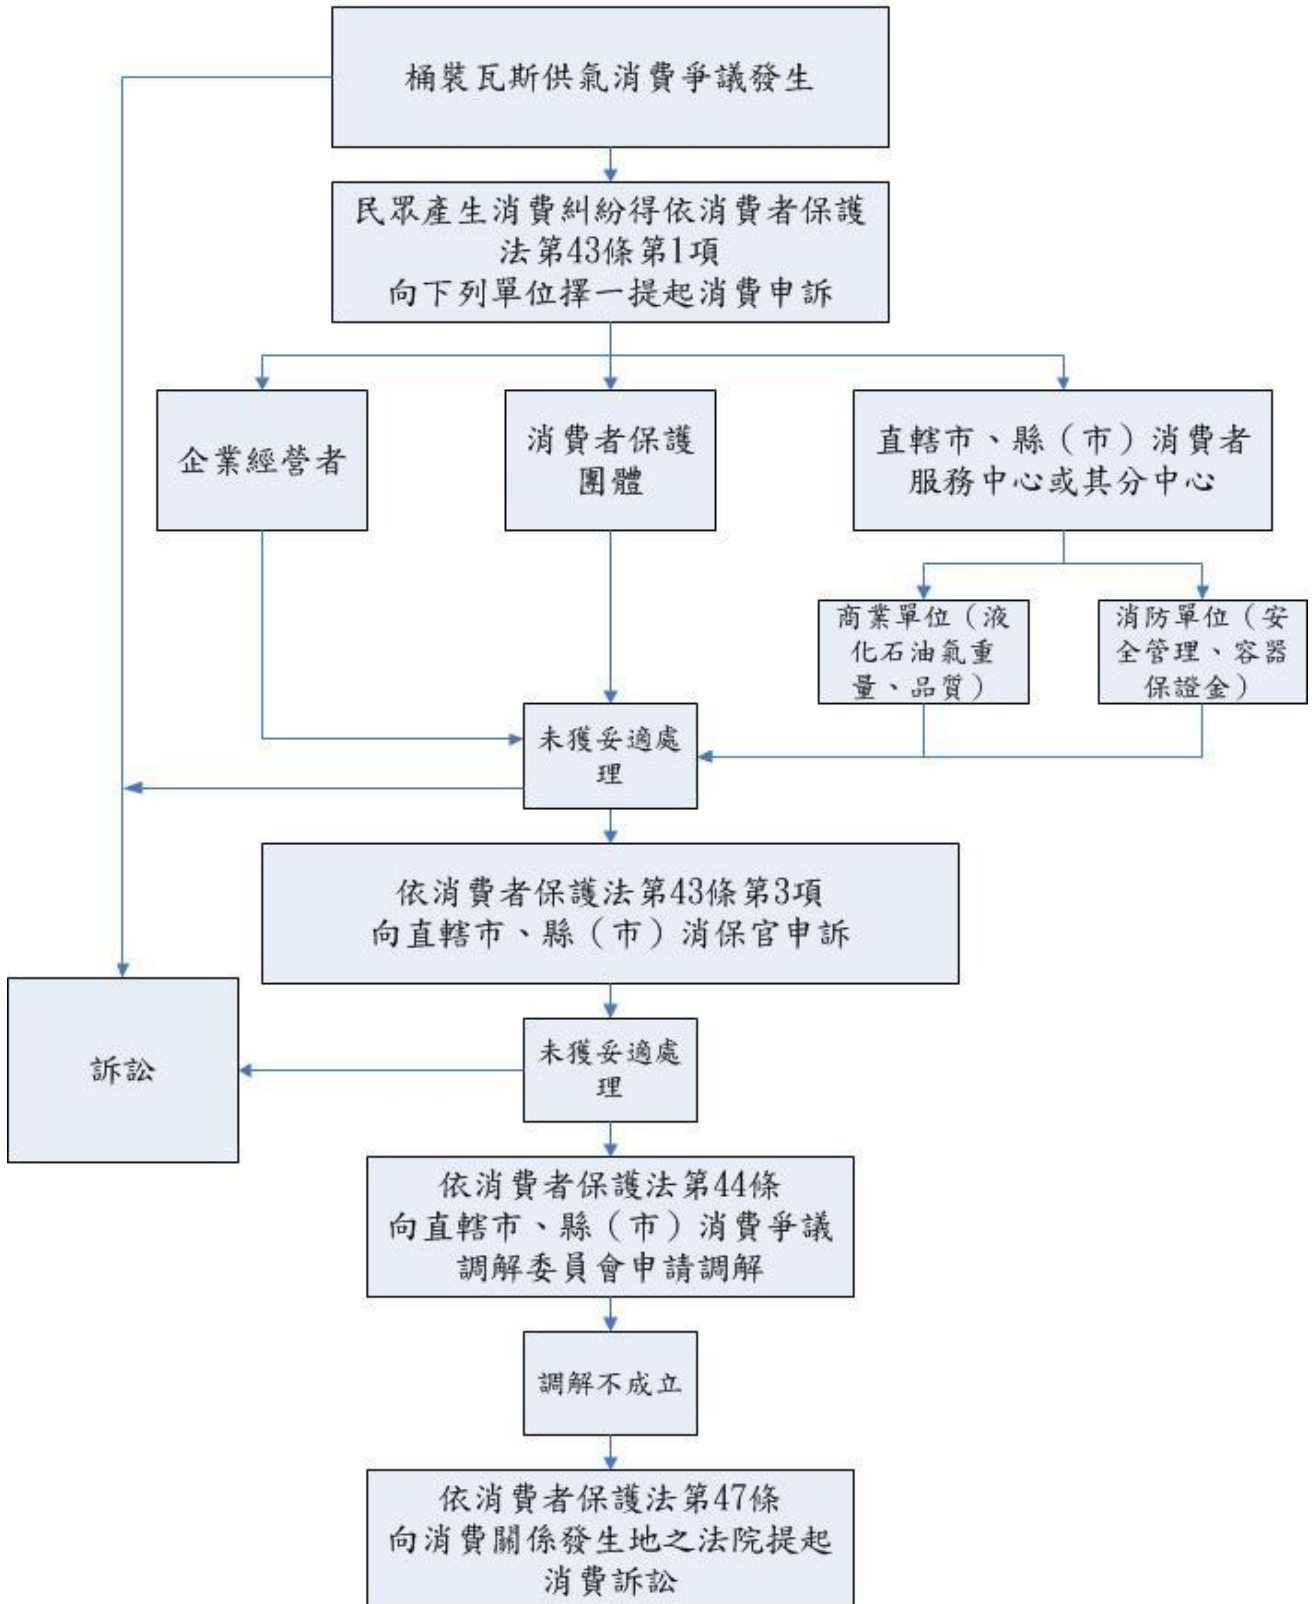 桶裝瓦斯供氣消費爭議發生
民眾產生消費糾紛得依消費者保護
法第43條第1項
向下列單位擇一提起消費申訴
企業經營者
消費者保護
團體
直轄市、縣（市）消費者
服務中心或其分中心
商業單位（液
化石油氣重
量、品質）
消防單位（安
全管理、容器
保證金）
未獲妥適處
理
依消費者保護法第43條第3項
向直轄市、縣（市）消保官申訴
訴訟
未獲妥適處
理
依消費者保護法第44條
向直轄市、縣（市）消費爭議
調解委員會申請調解
調解不成立
依消費者保護法第47條
向消費關係發生地之法院提起
消費訴訟